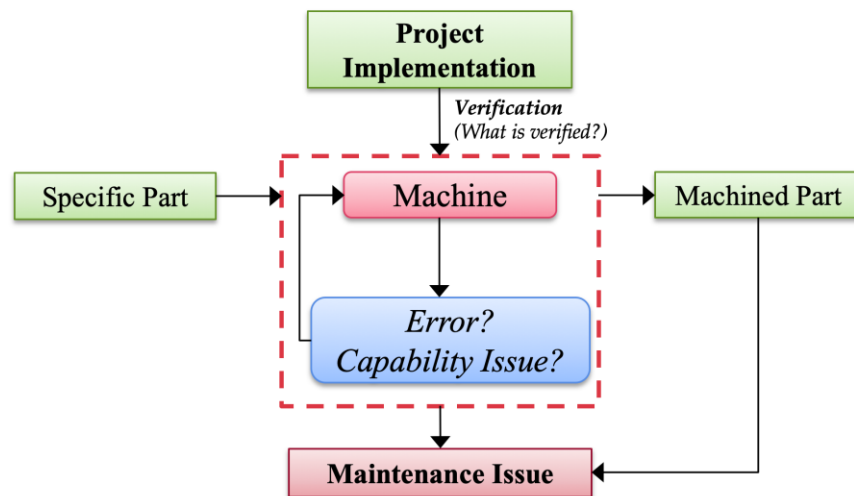 Project
Implementation
Verification
(What is verified?)
Specific Part
Machine
Machined Part
Error?
Capability Issue?
Maintenance Issue